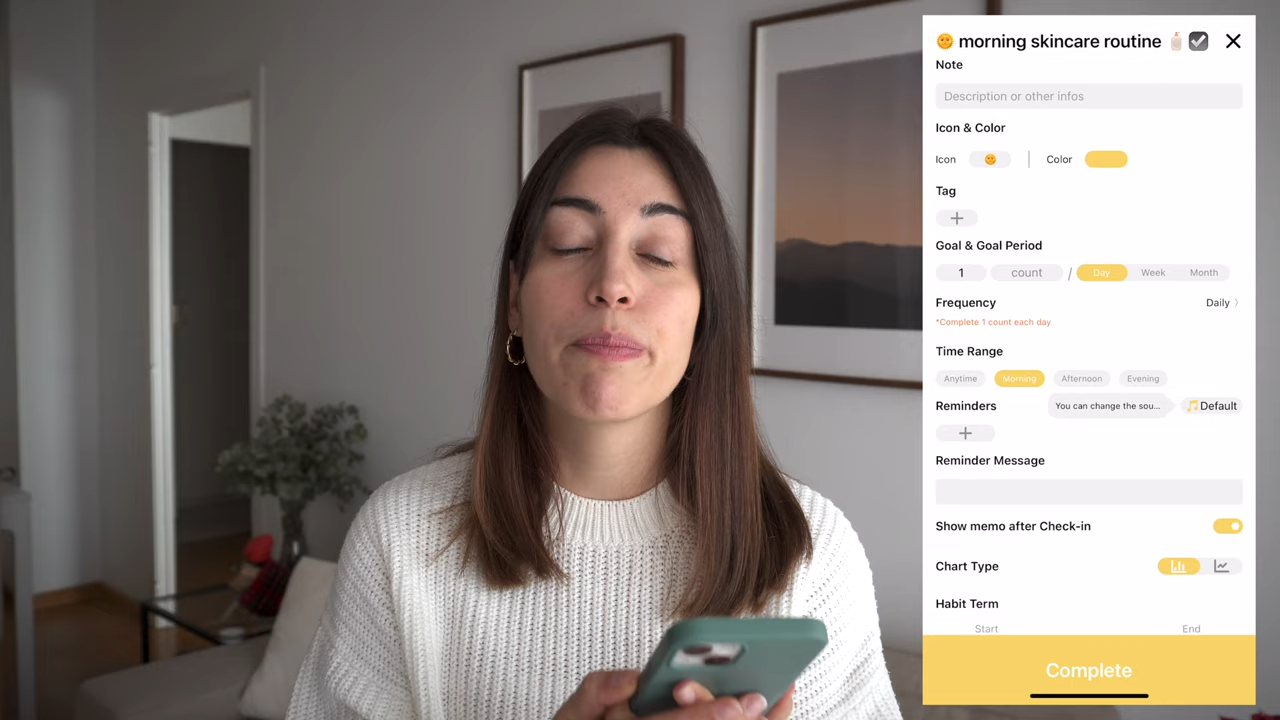 🌞 morning skincare routine 🧴 ☑️ ✕
Note
Description or other infos
Icon & Color
Icon 🌞 | Color
Tag
+
Goal & Goal Period
1 count / Day Week Month
Frequency Daily >
*Complete 1 count each day
Time Range
Anytime Morning Afternoon Evening
Reminders You can change the sou... 🎵Default
+
Reminder Message
Show memo after Check-in
Chart Type
Habit Term
Start End
Complete